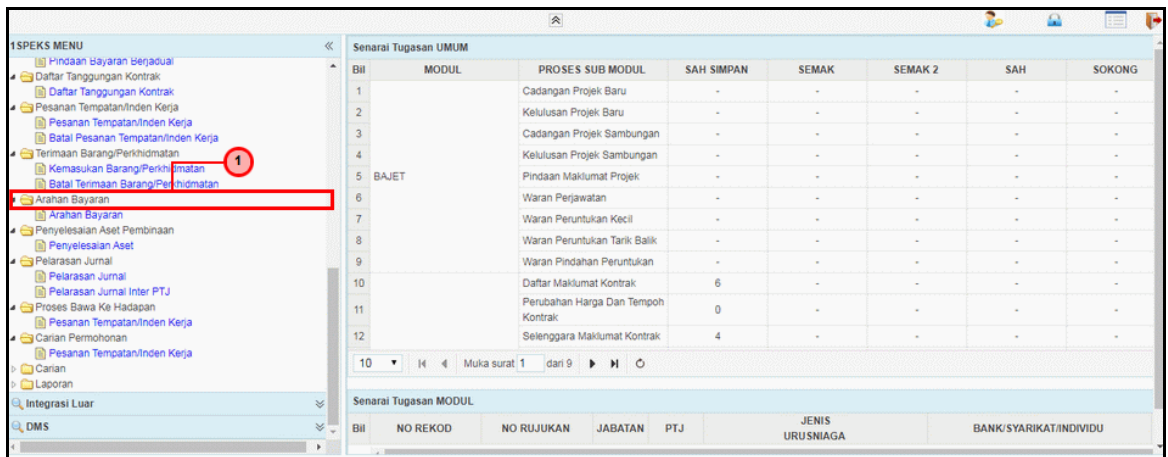 1SPEKS MENU
Pindaan Bayaran Berjadual
Daftar Tanggungan Kontrak
Daftar Tanggungan Kontrak
Pesanan Tempatan/Inden Kerja
Pesanan Tempatan/Inden Kerja
Batal Pesanan Tempatan/Inden Kerja
Terimaan Barang/Perkhidmatan
Kemasukan Barang/Perkhidmatan
1
Batal Terimaan Barang/Perkhidmatan
Arahan Bayaran
Arahan Bayaran
Penyelesaian Aset Pembinaan
Penyelesaian Aset
Pelarasan Jurnal
Pelarasan Jurnal
Pelarasan Jurnal Inter PTJ
Proses Bawa Ke Hadapan
Pesanan Tempatan/Inden Kerja
Carian Permohonan
Pesanan Tempatan/Inden Kerja
Carian
Laporan
Integrasi Luar
DMS
Senarai Tugasan UMUM
Bil MODUL PROSES SUB MODUL SAH SIMPAN SEMAK SEMAK 2 SAH SOKONG
1 Cadangan Projek Baru - - - - -
2 Kelulusan Projek Baru - - - - -
3 Cadangan Projek Sambungan - - - - -
4 Kelulusan Projek Sambungan - - - - -
5 BAJET Pindaan Maklumat Projek - - - - -
6 Waran Perjawatan - - - - -
7 Waran Peruntukan Kecil - - - - -
8 Waran Peruntukan Tarik Balik - - - - -
9 Waran Pindahan Peruntukan - - - - -
10 Daftar Maklumat Kontrak 6 - - - -
11 Perubahan Harga Dan Tempoh
Kontrak 0 - - - -
12 Selenggara Maklumat Kontrak 4 - - - -
10 Muka surat 1 dari 9
Senarai Tugasan MODUL
Bil NO REKOD NO RUJUKAN JABATAN PTJ JENIS
URUSNIAGA BANK/SYARIKAT/INDIVIDU